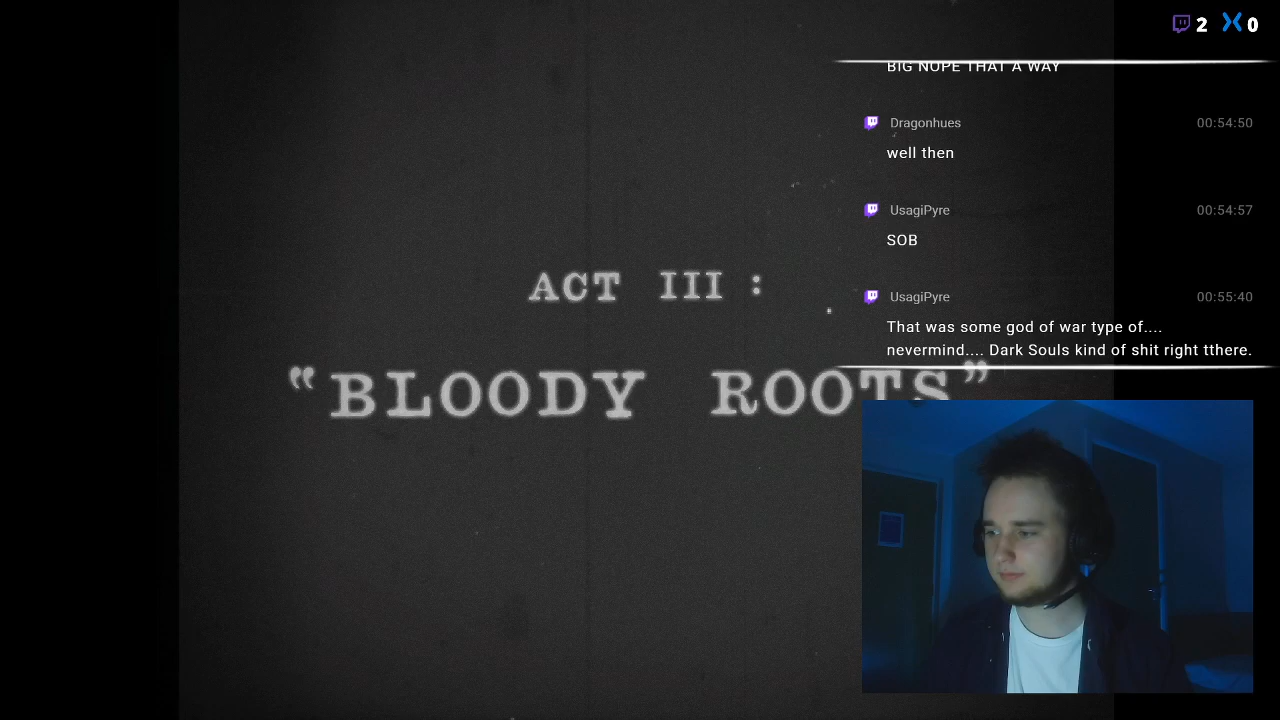 2 0
BIG NOPE THAT A WAY
Dragonhues 00:54:50
well then
UsagiPyre 00:54:57
SOB
UsagiPyre 00:55:40
That was some god of war type of....
nevermind.... Dark Souls kind of shit right tthere.
ACT III :
"BLOODY ROOTS"